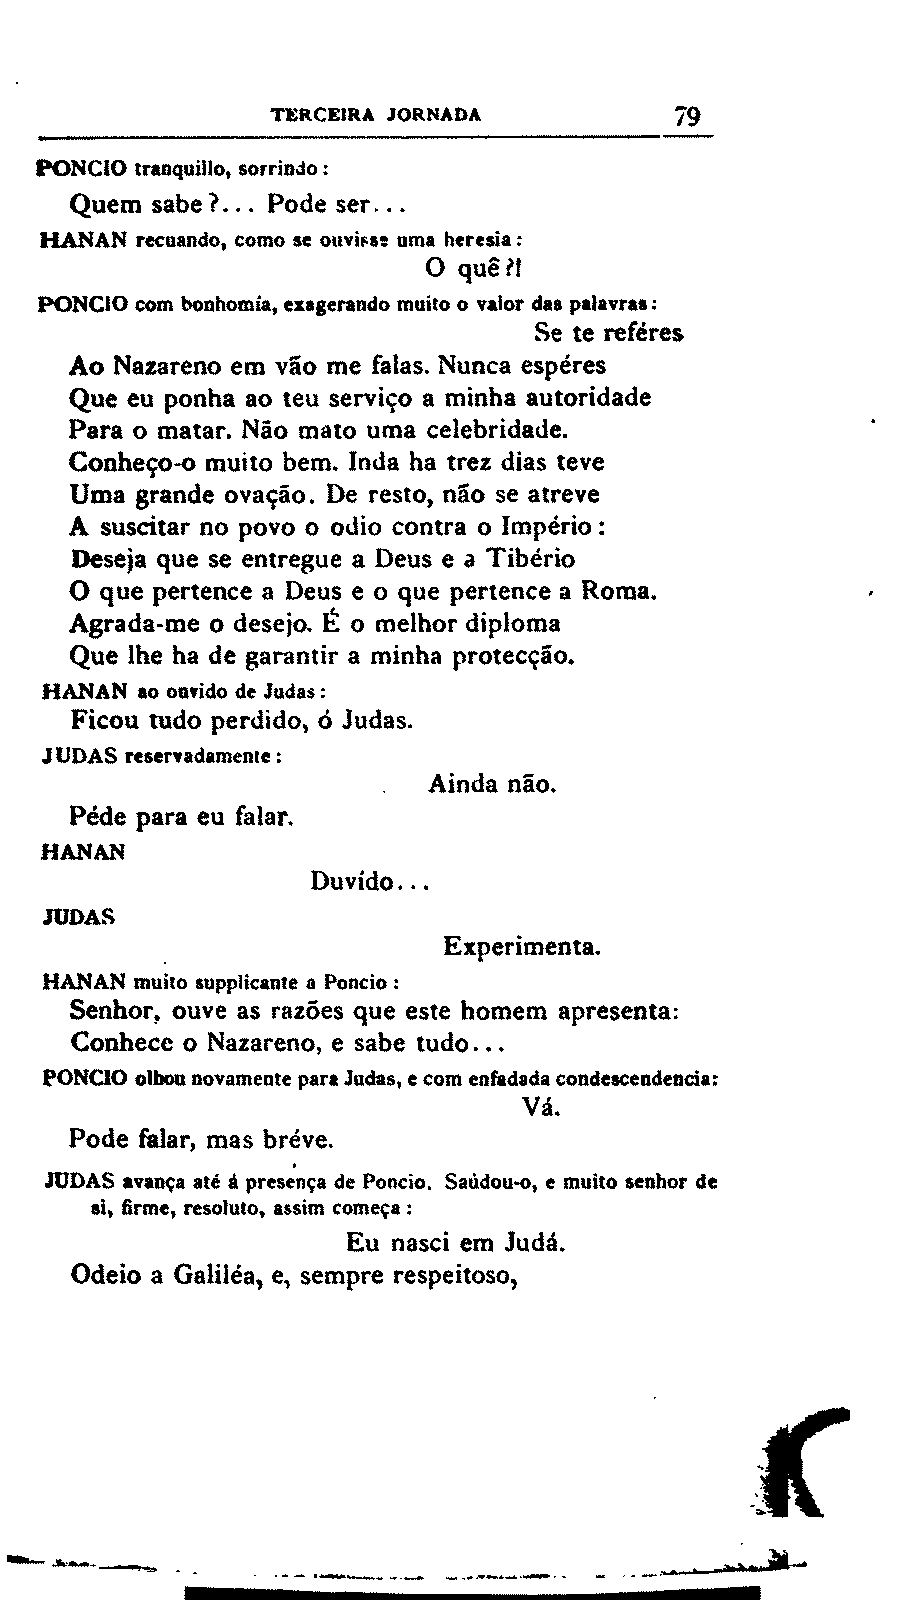 TERCEIRA JORNADA 79
PONCIO tranquillo, sorrindo:
Quem sabe?... Pode ser...
HANAN recuando, como se ouvisse uma heresia:
O quê?!
PONCIO com bonhomía, exagerando muito o valor das palavras:
Se te reféres
Ao Nazareno em vão me falas. Nunca espéres
Que eu ponha ao teu serviço a minha autoridade
Para o matar. Não mato uma celebridade.
Conheço-o muito bem. Inda ha trez dias teve
Uma grande ovação. De resto, não se atreve
A suscitar no povo o odio contra o Império:
Deseja que se entregue a Deus e a Tibério
O que pertence a Deus e o que pertence a Roma.
Agrada-me o desejo. É o melhor diploma
Que lhe ha de garantir a minha protecção.
HANAN ao ouvido de Judas:
Ficou tudo perdido, ó Judas.
JUDAS reservadamente:
Ainda não.
Péde para eu falar.
HANAN
Duvído...
JUDAS
Experimenta.
HANAN muito supplicante a Poncio:
Senhor, ouve as razões que este homem apresenta:
Conhece o Nazareno, e sabe tudo...
PONCIO olhou novamente para Judas, e com enfadada condescendencia:
Vá.
Pode falar, mas bréve.
JUDAS avança até á presença de Poncio. Saúdou-o, e muito senhor de
si, firme, resoluto, assim começa:
Eu nasci em Judá.
Odeio a Galiléa, e, sempre respeitoso,